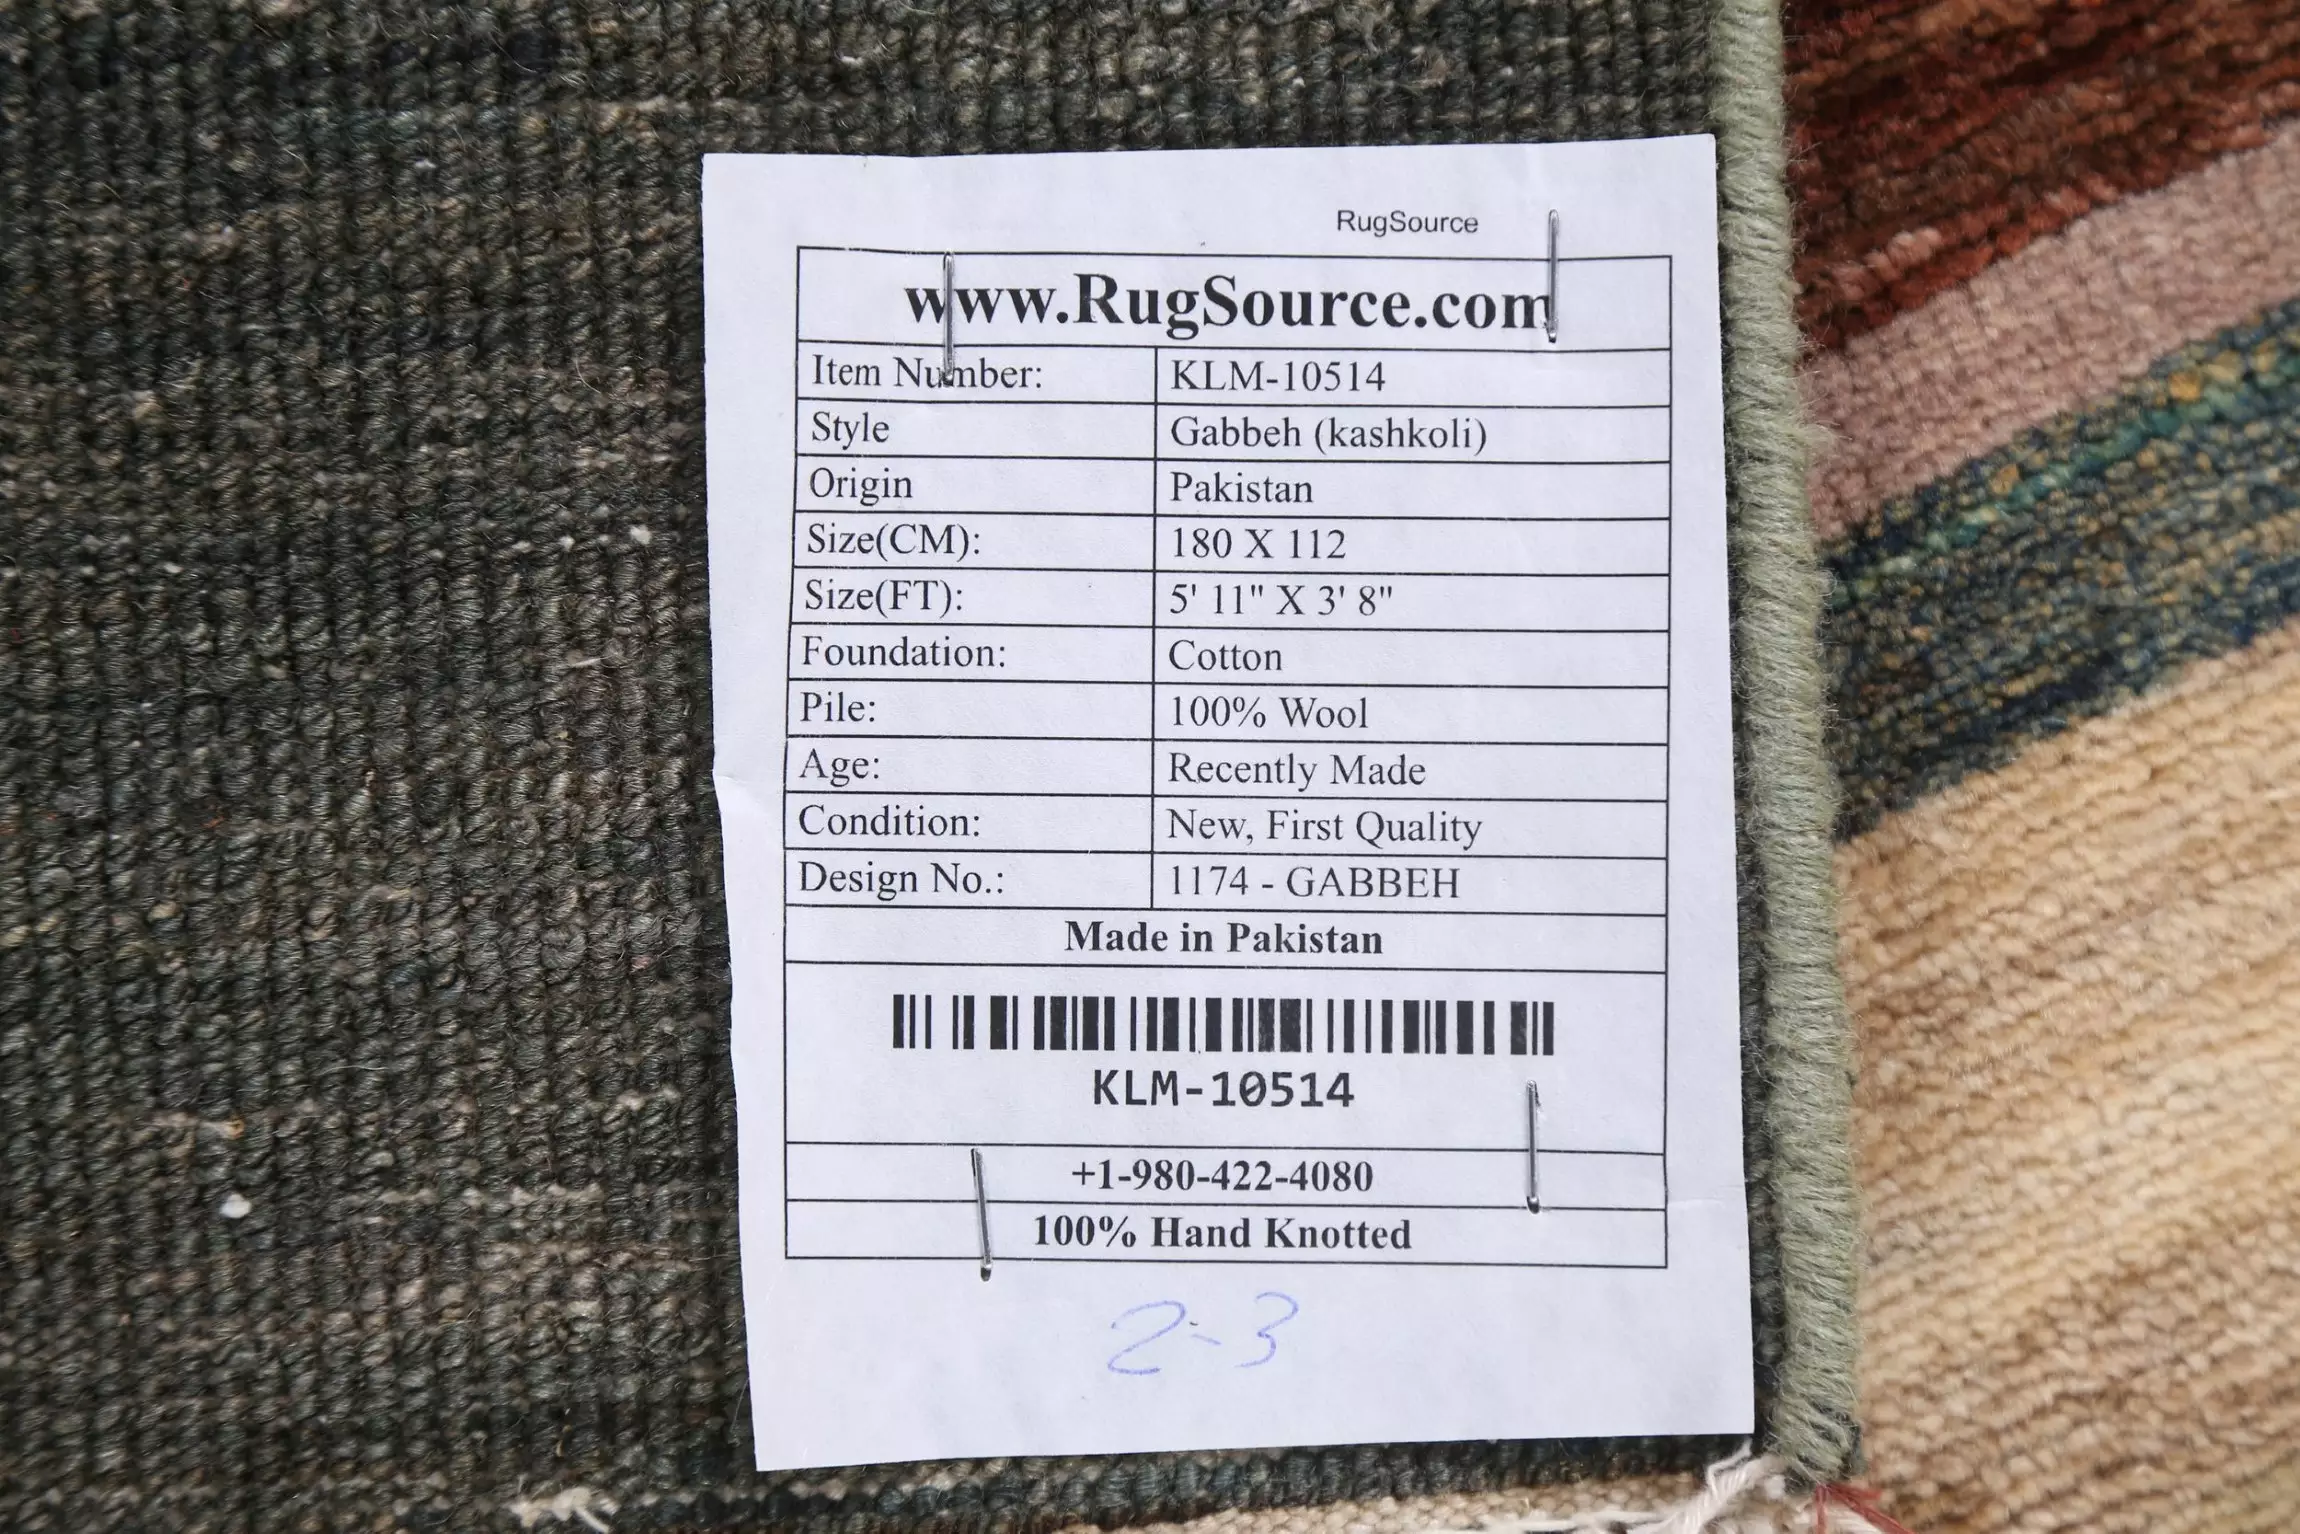 RugSource
www.RugSource.com
Item Number: KLM-10514
Style Gabbeh (kashkoli)
Origin Pakistan
Size(CM): 180 X 112
Size(FT): 5' 11" X 3' 8"
Foundation: Cotton
Pile: 100% Wool
Age: Recently Made
Condition: New, First Quality
Design No.: 1174 - GABBEH
Made in Pakistan
KLM-10514
+1-980-422-4080
100% Hand Knotted
2-3